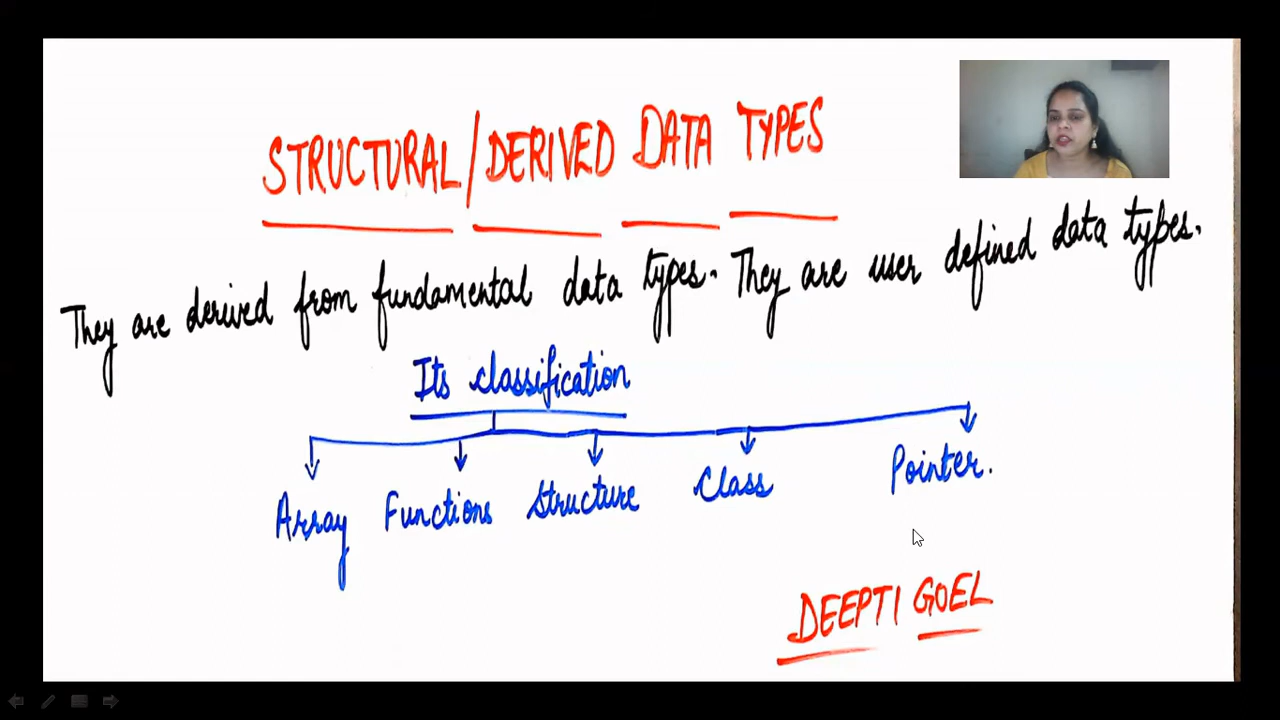 STRUCTURAL/DERIVED DATA TYPES
They are derived from fundamental data types. They are user defined data types.
Its classification
Array Functions Structure Class Pointer.
DEEPTI GOEL